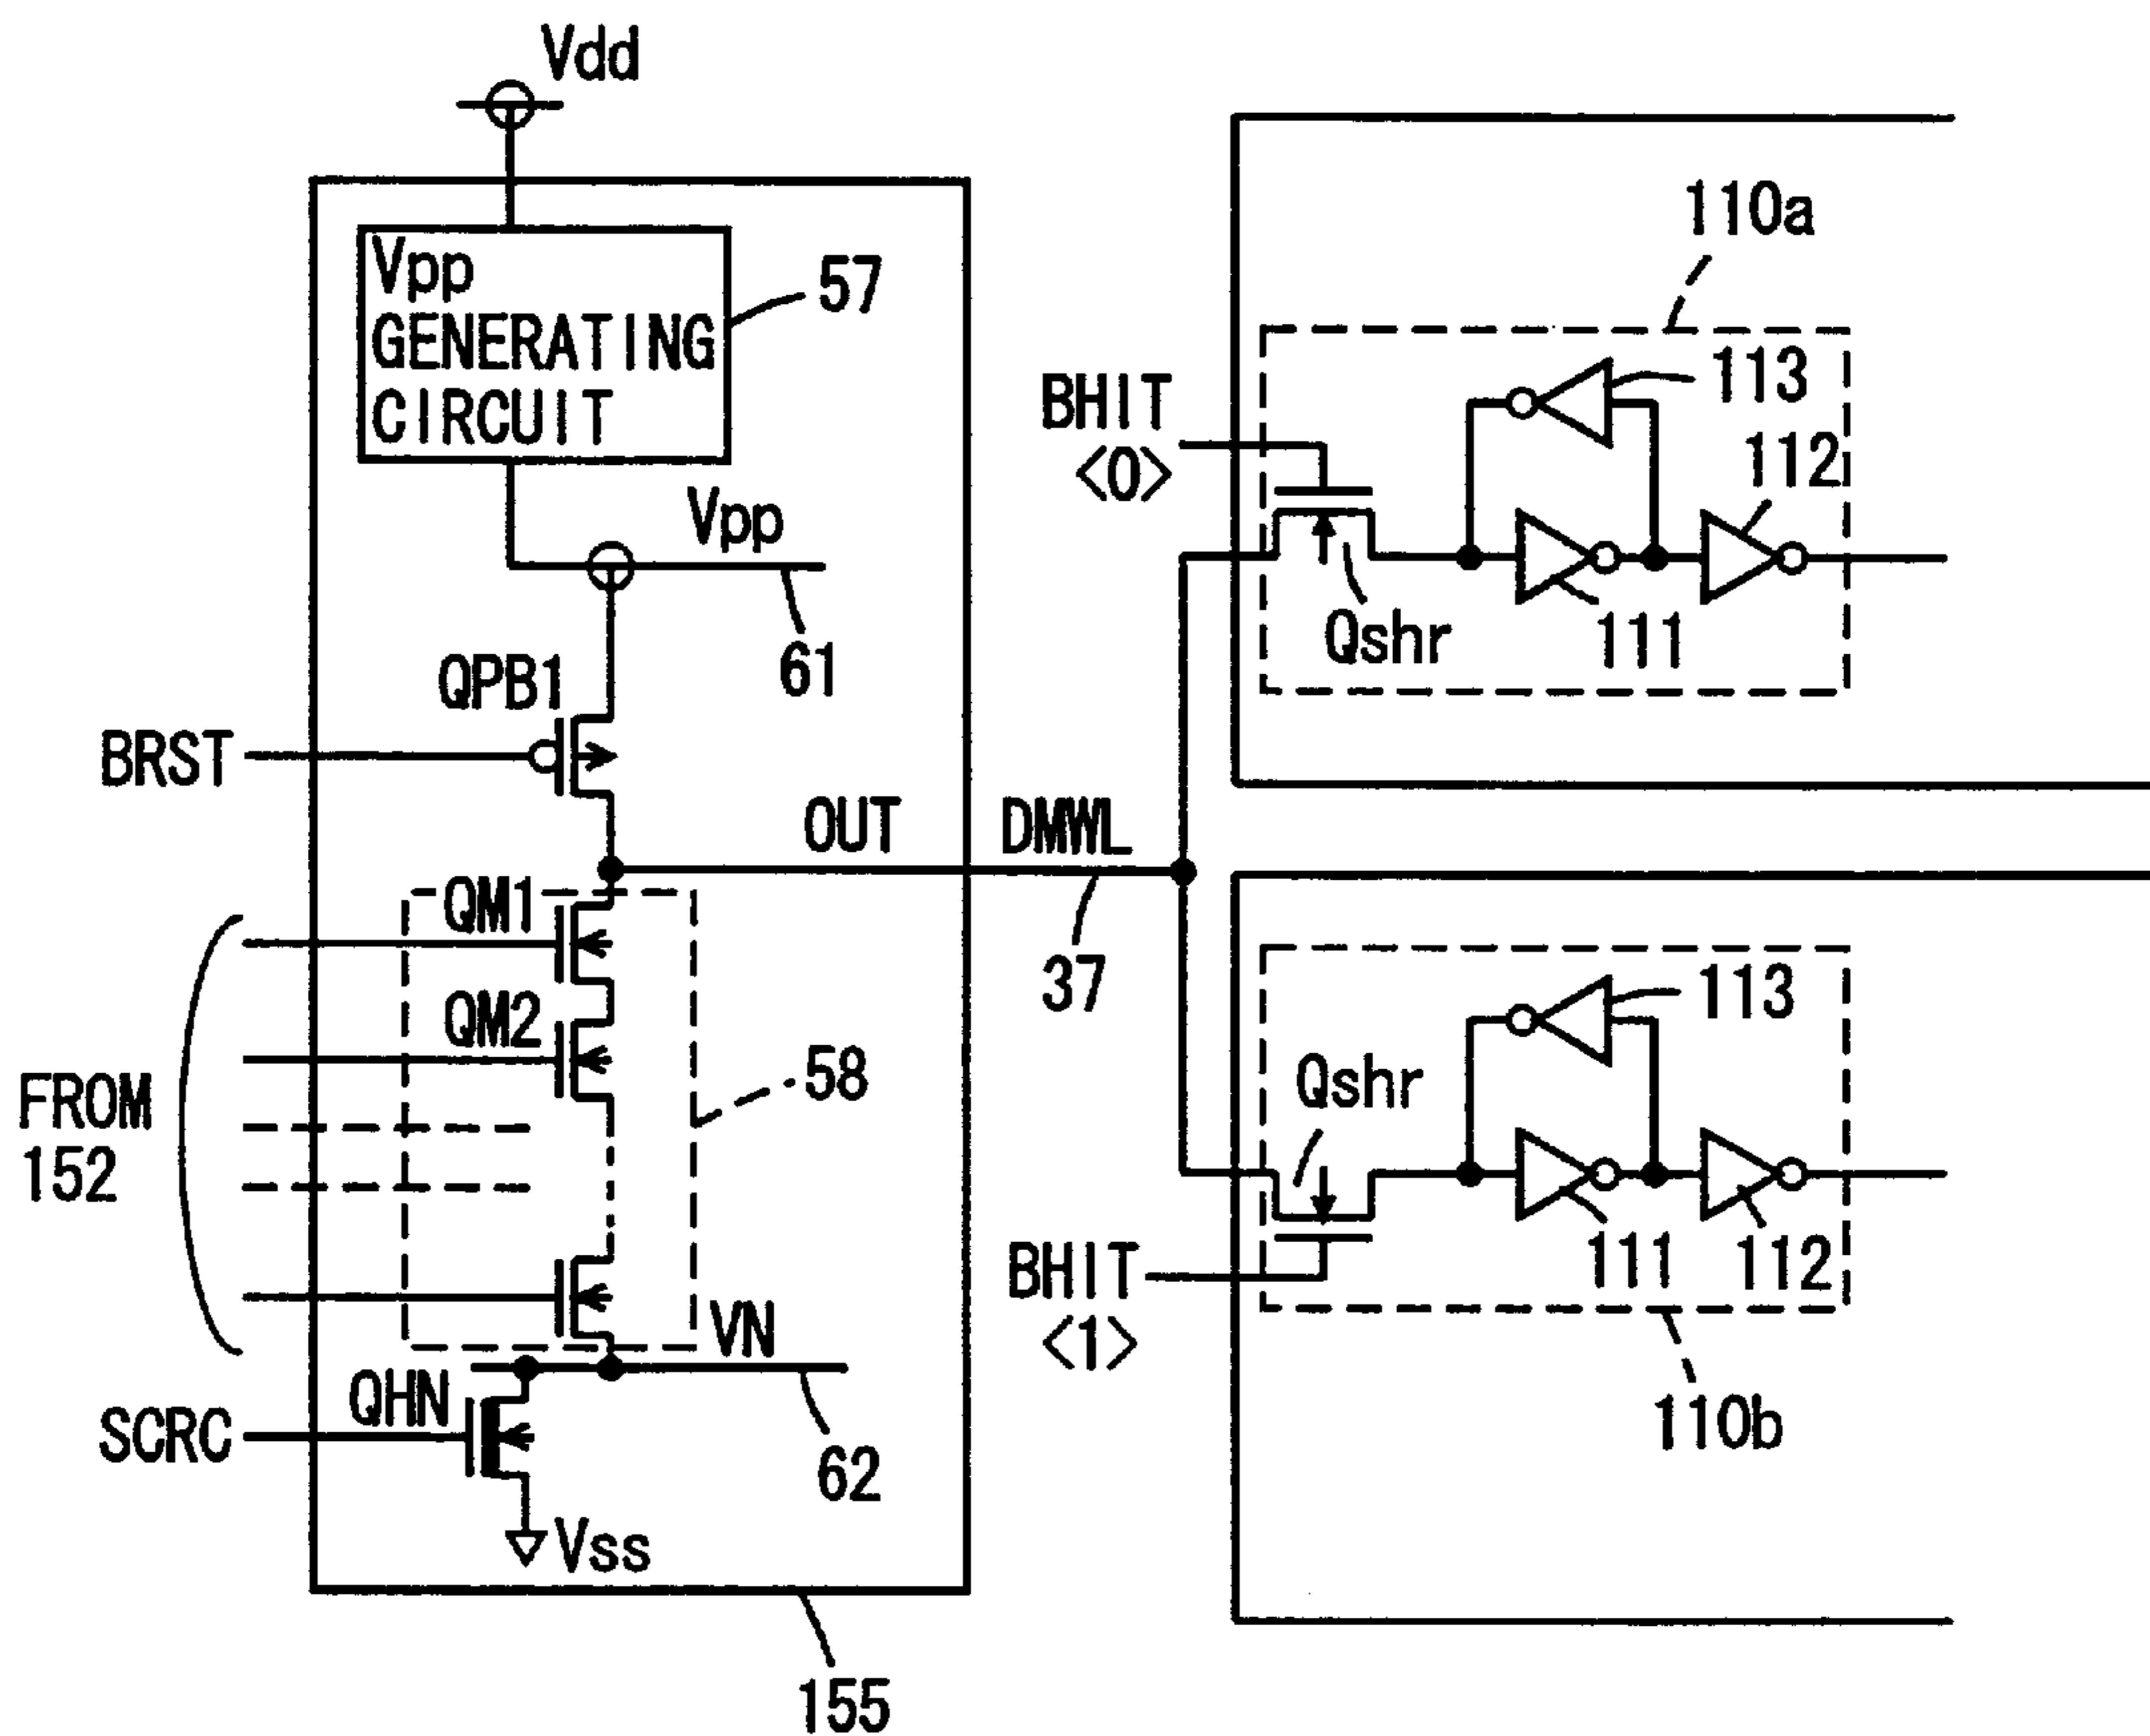 Vdd
Vpp
GENERATING
CIRCUIT
57
Vpp
61
QPB1
BRST
OUT
DMWL
37
QM1
QM2
58
FROM
152
VN
QHN
SCRC
62
Vss
155
110a
BHIT
<0>
113
112
Qshr
111
113
Qshr
BHIT
<1>
111
112
110b